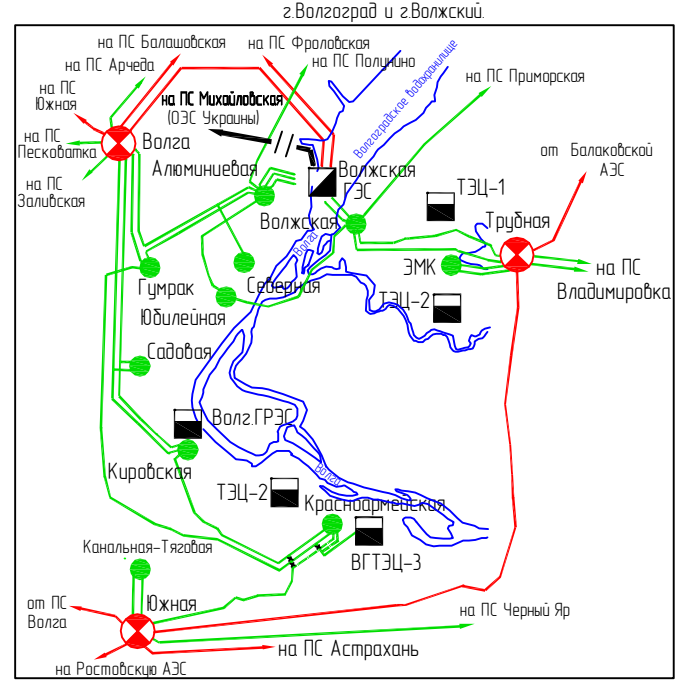 г.Волгоград и г.Волжский.
на ПС Балашовская
на ПС Фроловская
на ПС Арчеда
на ПС Полунино
на ПС
Южная
на ПС Приморская
на ПС Михайловская
(ОЭС Украины)
Волгоградское водохранилище
на ПС
Песковатка
Волга
Алюминиевая
Волжская
ГЭС
от Балаковской
АЭС
на ПС
Заливская
ТЭЦ-1
Трубная
Волжская
Волга
ЭМК
на ПС
Владимировка
Гумрак
Северная
ТЭЦ-2
Юбилейная
Садовая
Волг.ГРЭС
Кировская
Волга
ТЭЦ-2
Красноармейская
Канальная-Тяговая
ВГТЭЦ-3
от ПС
Волга
Южная
на ПС Черный Яр
на ПС Астрахань
на Ростовскую АЭС